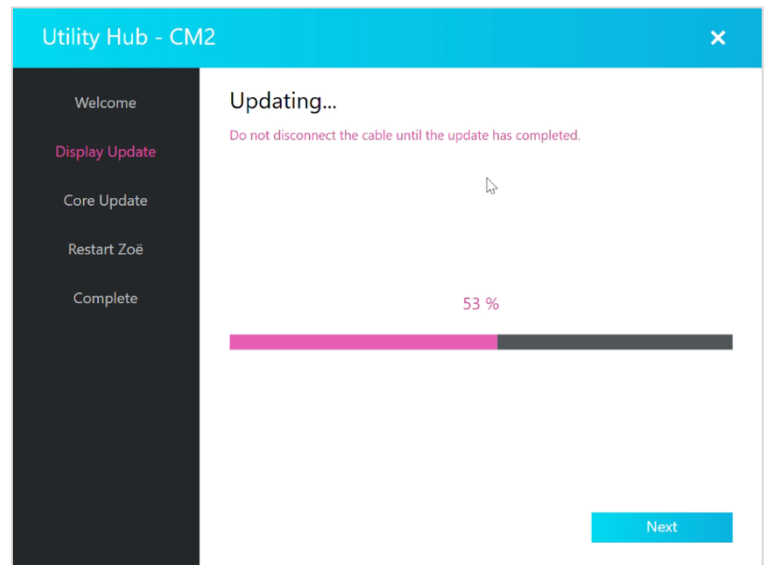 Utility Hub - CM2
Welcome
Display Update
Core Update
Restart Zoë
Complete
Updating...
Do not disconnect the cable until the update has completed.
53 %
Next